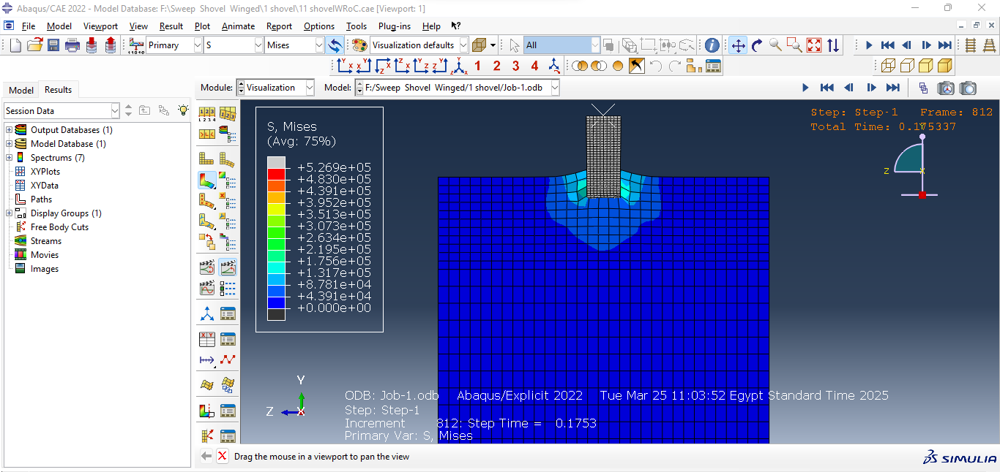 Abaqus/CAE 2022 - Model Database: F:\Sweep Shovel Winged\1 shovel\11 shovelWRoC.cae [Viewport: 1]
File Model Viewport View Result Plot Animate Report Options Tools Plug-ins Help
Primary S Mises Visualization defaults All
1 2 3 4
Model Results Module: Visualization Model: F:/Sweep Shovel Winged/1 shovel/Job-1.odb
Session Data
Output Databases (1)
Model Database (1)
Spectrums (7)
XYPlots
XYData
Paths
Display Groups (1)
Free Body Cuts
Streams
Movies
Images
S, Mises
(Avg: 75%)
+5.269e+05
+4.830e+05
+4.391e+05
+3.952e+05
+3.513e+05
+3.073e+05
+2.634e+05
+2.195e+05
+1.756e+05
+1.317e+05
+8.781e+04
+4.391e+04
+0.000e+00
Step: Step-1 Frame: 812
Total Time: 0.175337
Y
Z X
Y
Z X
ODB: Job-1.odb Abaqus/Explicit 2022 Tue Mar 25 11:03:52 Egypt Standard Time 2025
Step: Step-1
Increment 812: Step Time = 0.1753
Primary Var: S, Mises
Drag the mouse in a viewport to pan the view
SIMULIA